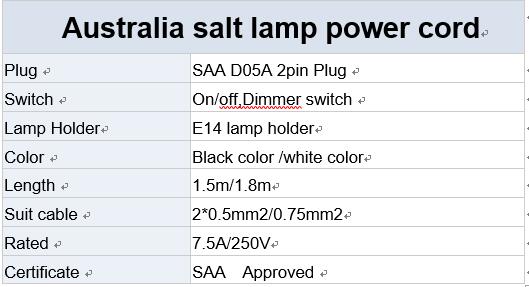 Australia salt lamp power cord
Plug SAA D05A 2pin Plug
Switch On/off,Dimmer switch
Lamp Holder E14 lamp holder
Color Black color /white color
Length 1.5m/1.8m
Suit cable 2*0.5mm2/0.75mm2
Rated 7.5A/250V
Certificate SAA Approved